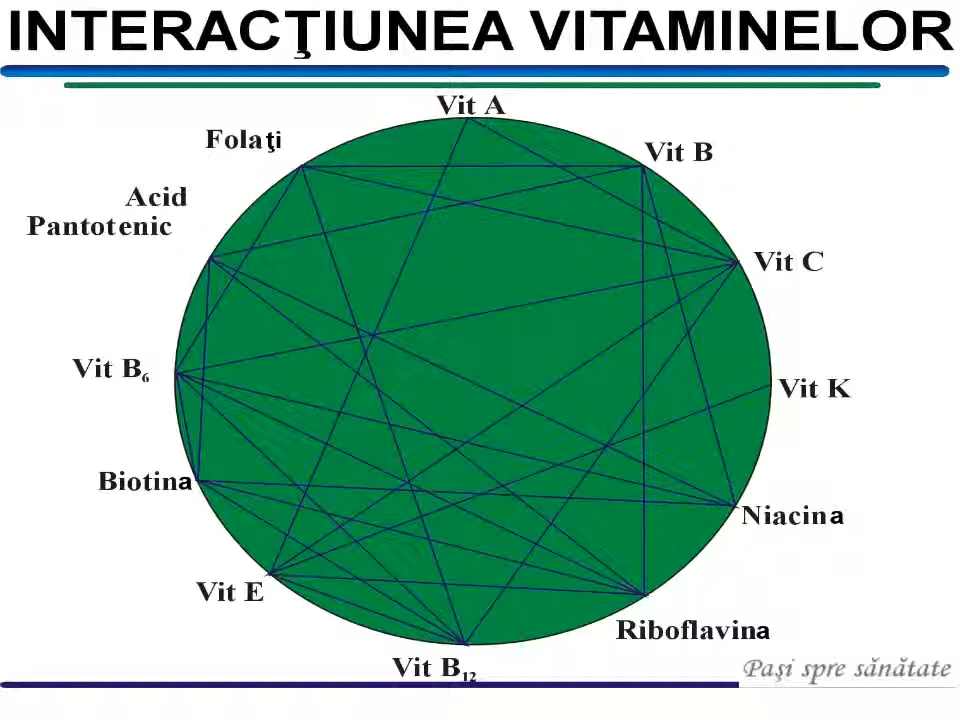 INTERACŢIUNEA VITAMINELOR
Vit A
Folaţi
Vit B
Acid
Pantotenic
Vit C
Vit B₆
Vit K
Biotina
Niacina
Vit E
Riboflavina
Vit B₁₂
Paşi spre sănătate